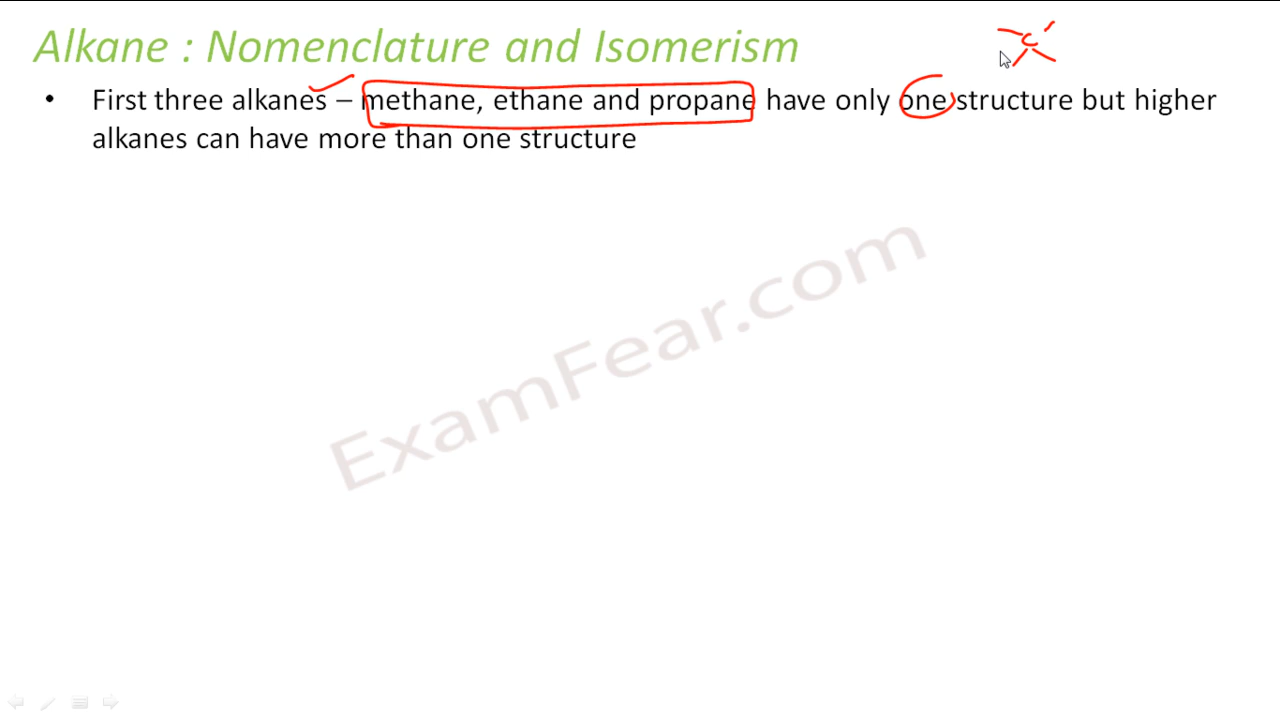 Alkane : Nomenclature and Isomerism
c
• First three alkanes – methane, ethane and propane have only one structure but higher
alkanes can have more than one structure
ExamFear.com